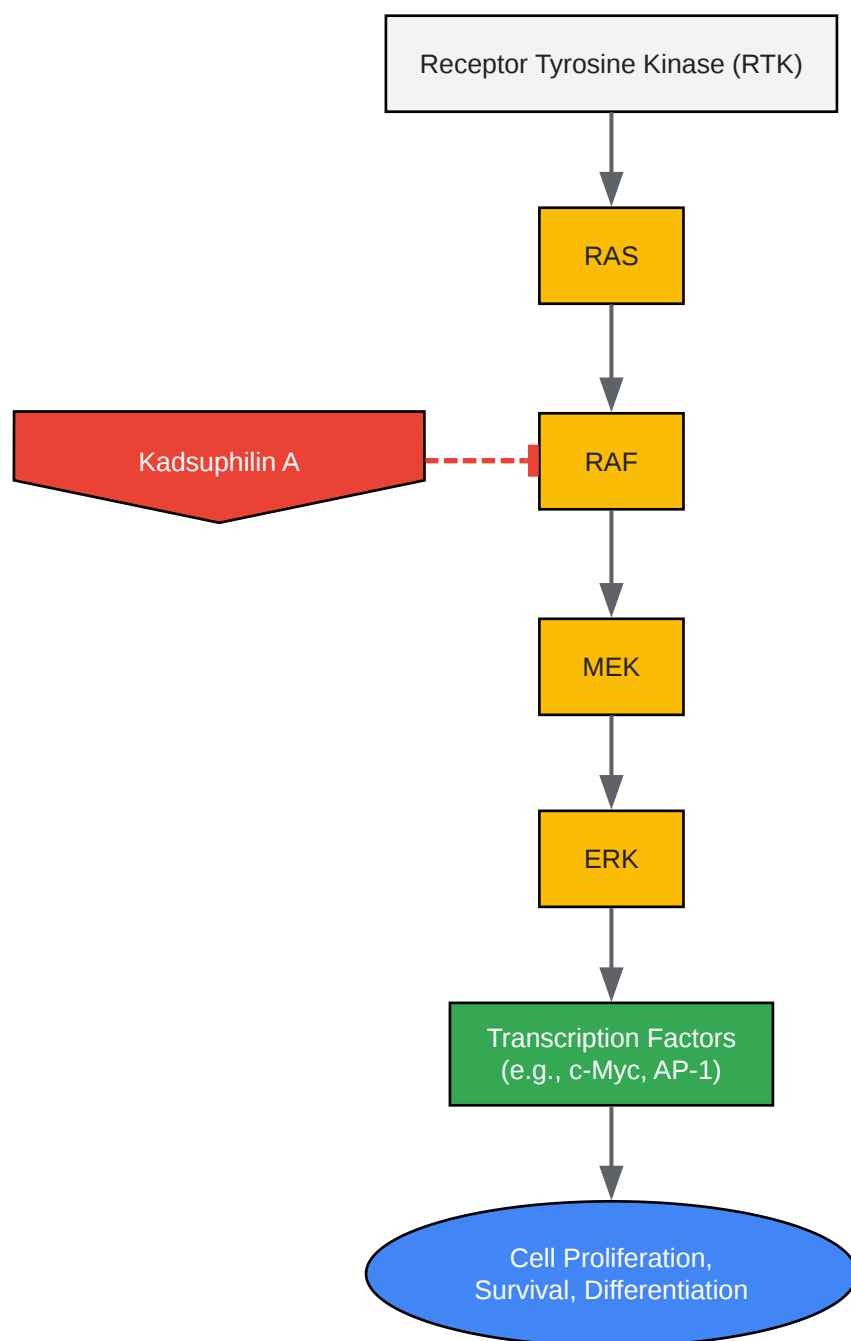 Receptor Tyrosine Kinase (RTK)
RAS
Kadsuphilin A
RAF
MEK
ERK
Transcription Factors
(e.g., c-Myc, AP-1)
Cell Proliferation,
Survival, Differentiation